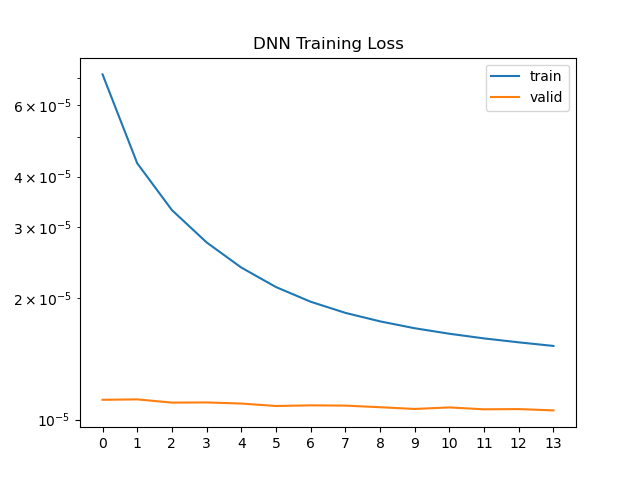 DNN Training Loss
train
valid
6 × 10⁻⁵
4 × 10⁻⁵
3 × 10⁻⁵
2 × 10⁻⁵
10⁻⁵
0 1 2 3 4 5 6 7 8 9 10 11 12 13